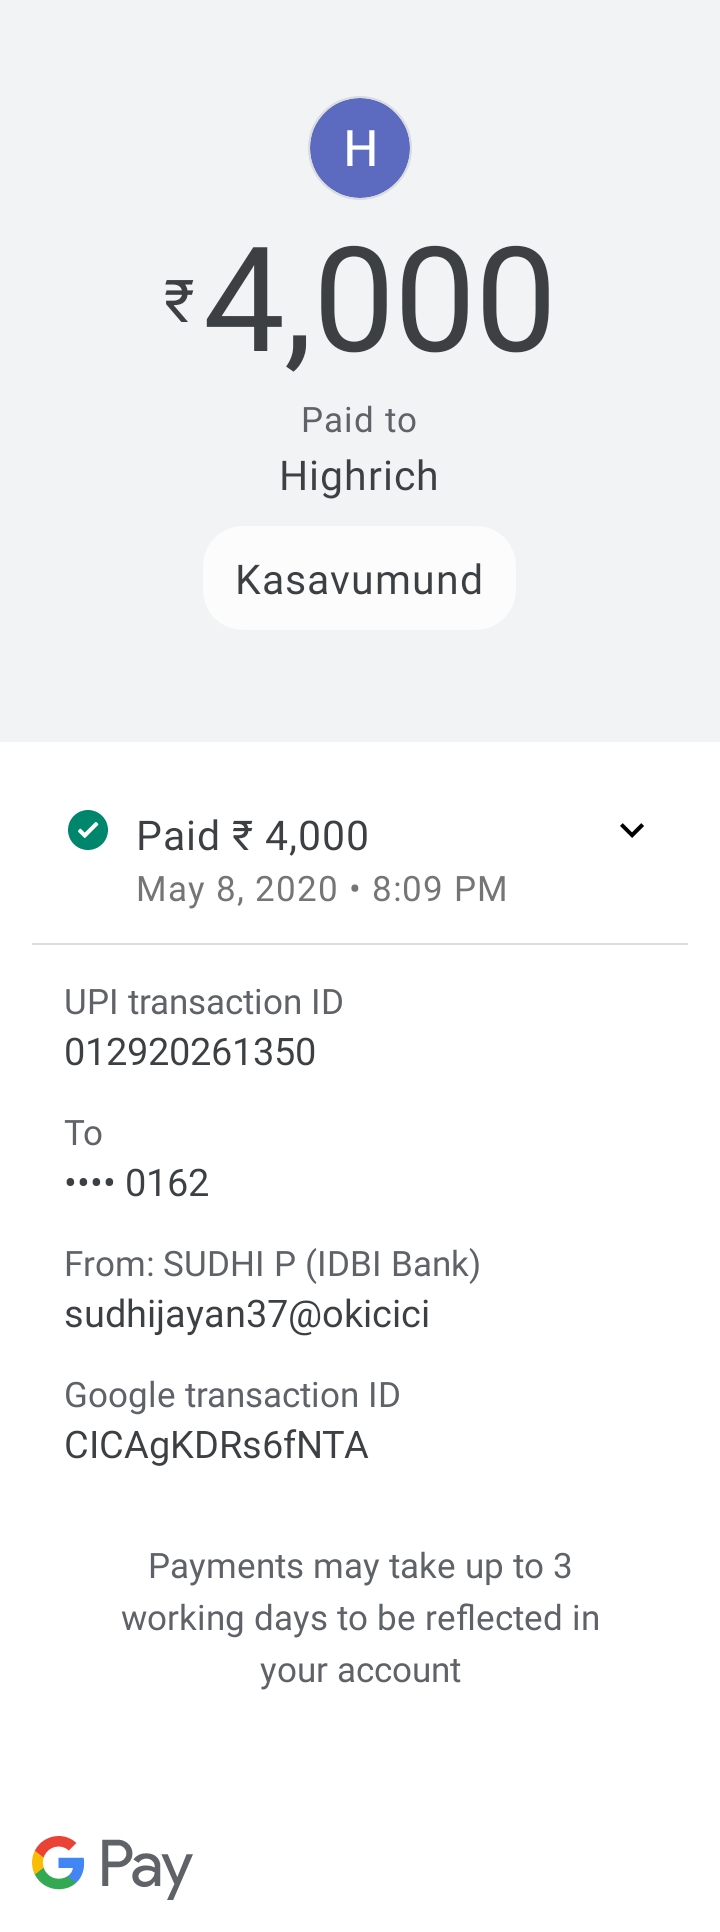 H
₹4,000
Paid to
Highrich
Kasavumund
Paid ₹ 4,000
May 8, 2020 • 8:09 PM
UPI transaction ID
012920261350
To
•••• 0162
From: SUDHI P (IDBI Bank)
sudhijayan37@okicici
Google transaction ID
CICAgKDRs6fNTA
Payments may take up to 3
working days to be reflected in
your account
G Pay